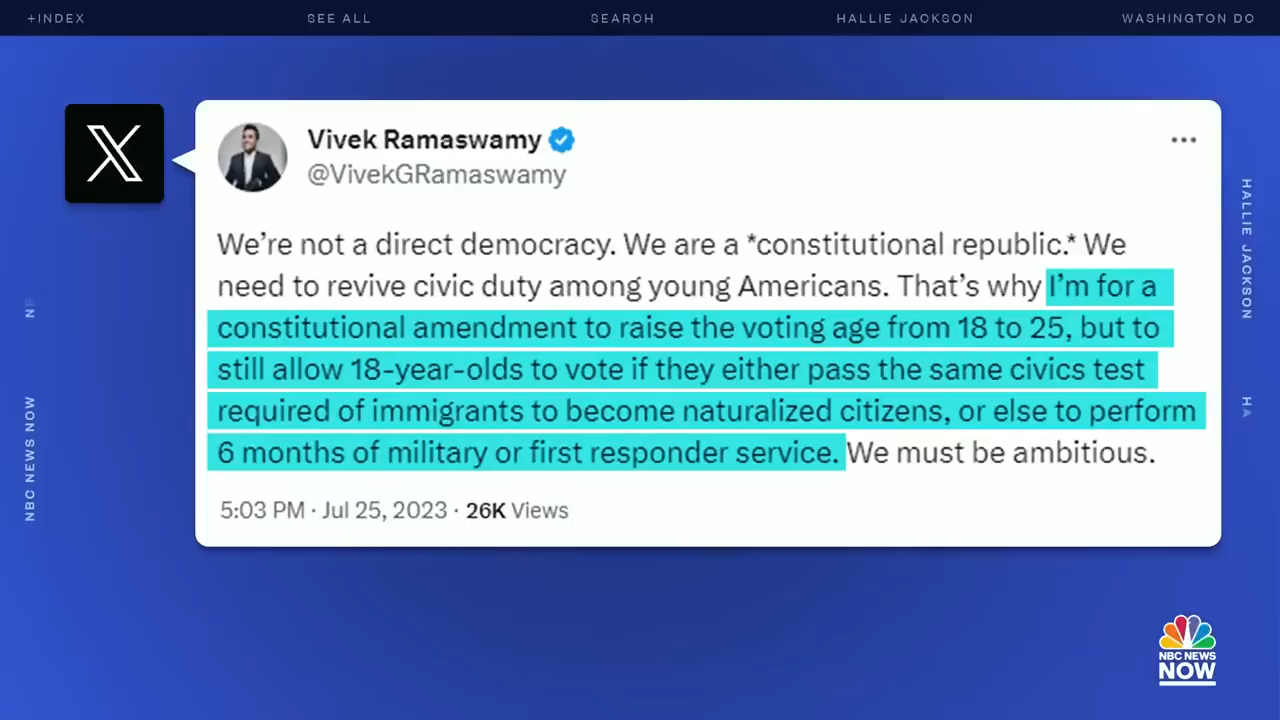 +INDEX
SEE ALL
SEARCH
HALLIE JACKSON
WASHINGTON DO
Vivek Ramaswamy
@VivekGRamaswamy
We’re not a direct democracy. We are a *constitutional republic.* We
need to revive civic duty among young Americans. That’s why I’m for a
constitutional amendment to raise the voting age from 18 to 25, but to
still allow 18-year-olds to vote if they either pass the same civics test
required of immigrants to become naturalized citizens, or else to perform
6 months of military or first responder service. We must be ambitious.
5:03 PM · Jul 25, 2023 · 26K Views
NBC NEWS NOW
HALLIE JACKSON
HA
NBC NEWS
NOW